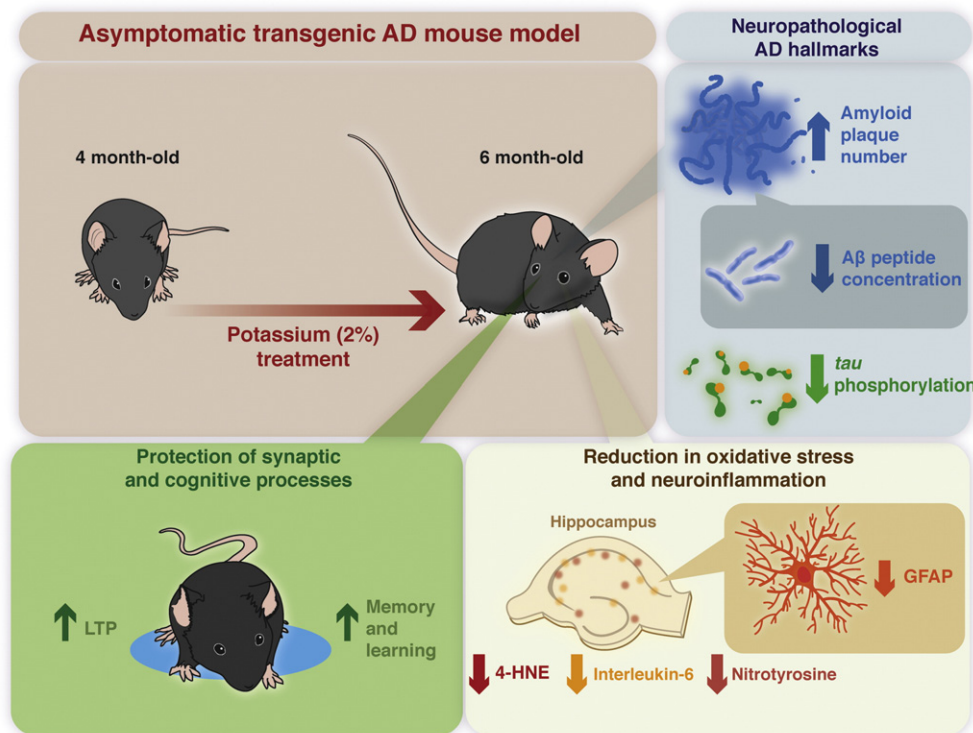 Asymptomatic transgenic AD mouse model
4 month-old
6 month-old
Potassium (2%)
treatment
Neuropathological
AD hallmarks
Amyloid
plaque
number
Aβ peptide
concentration
tau
phosphorylation
Protection of synaptic
and cognitive processes
LTP
Memory
and
learning
Reduction in oxidative stress
and neuroinflammation
Hippocampus
GFAP
4-HNE
Interleukin-6
Nitrotyrosine